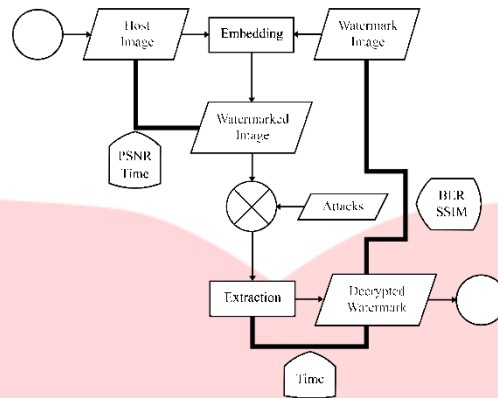 Host
Image
Embedding
Watermark
Image
Watermarked
Image
PSNR
Time
Attacks
BER
SSIM
Extraction
Decrypted
Watermark
Time